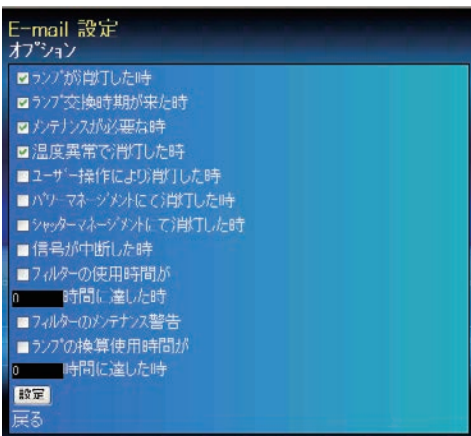 E-mail 設定
オプション
ランプが消灯した時
ランプ交換時期が来た時
メンテナンスが必要な時
温度異常で消灯した時
ユーザー操作により消灯した時
パワーマネージメントにて消灯した時
シャッターマネージメントにて消灯した時
信号が中断した時
フィルターの使用時間が
0 時間に達した時
フィルターのメンテナンス警告
ランプの換算使用時間が
0 時間に達した時
設定
戻る